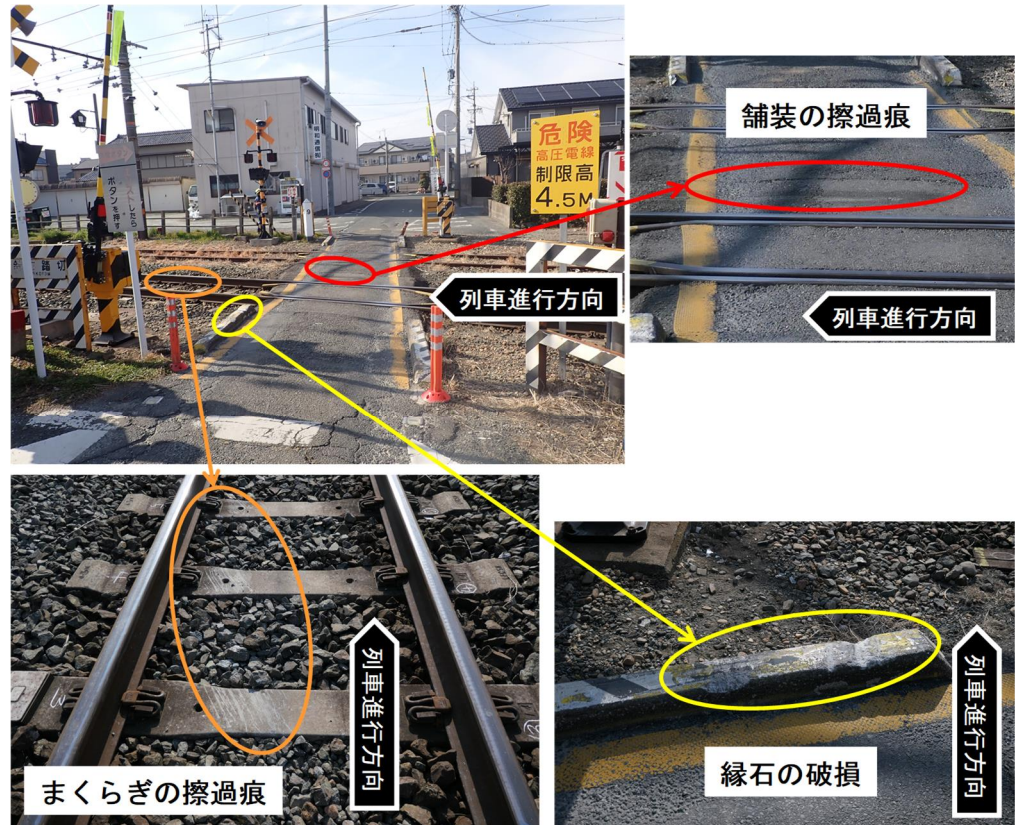 危険
高圧電線
制限高
4.5M
ボタンを押す
踏切
列車進行方向
舗装の擦過痕
列車進行方向
まくらぎの擦過痕
列車進行方向
縁石の破損
列車進行方向